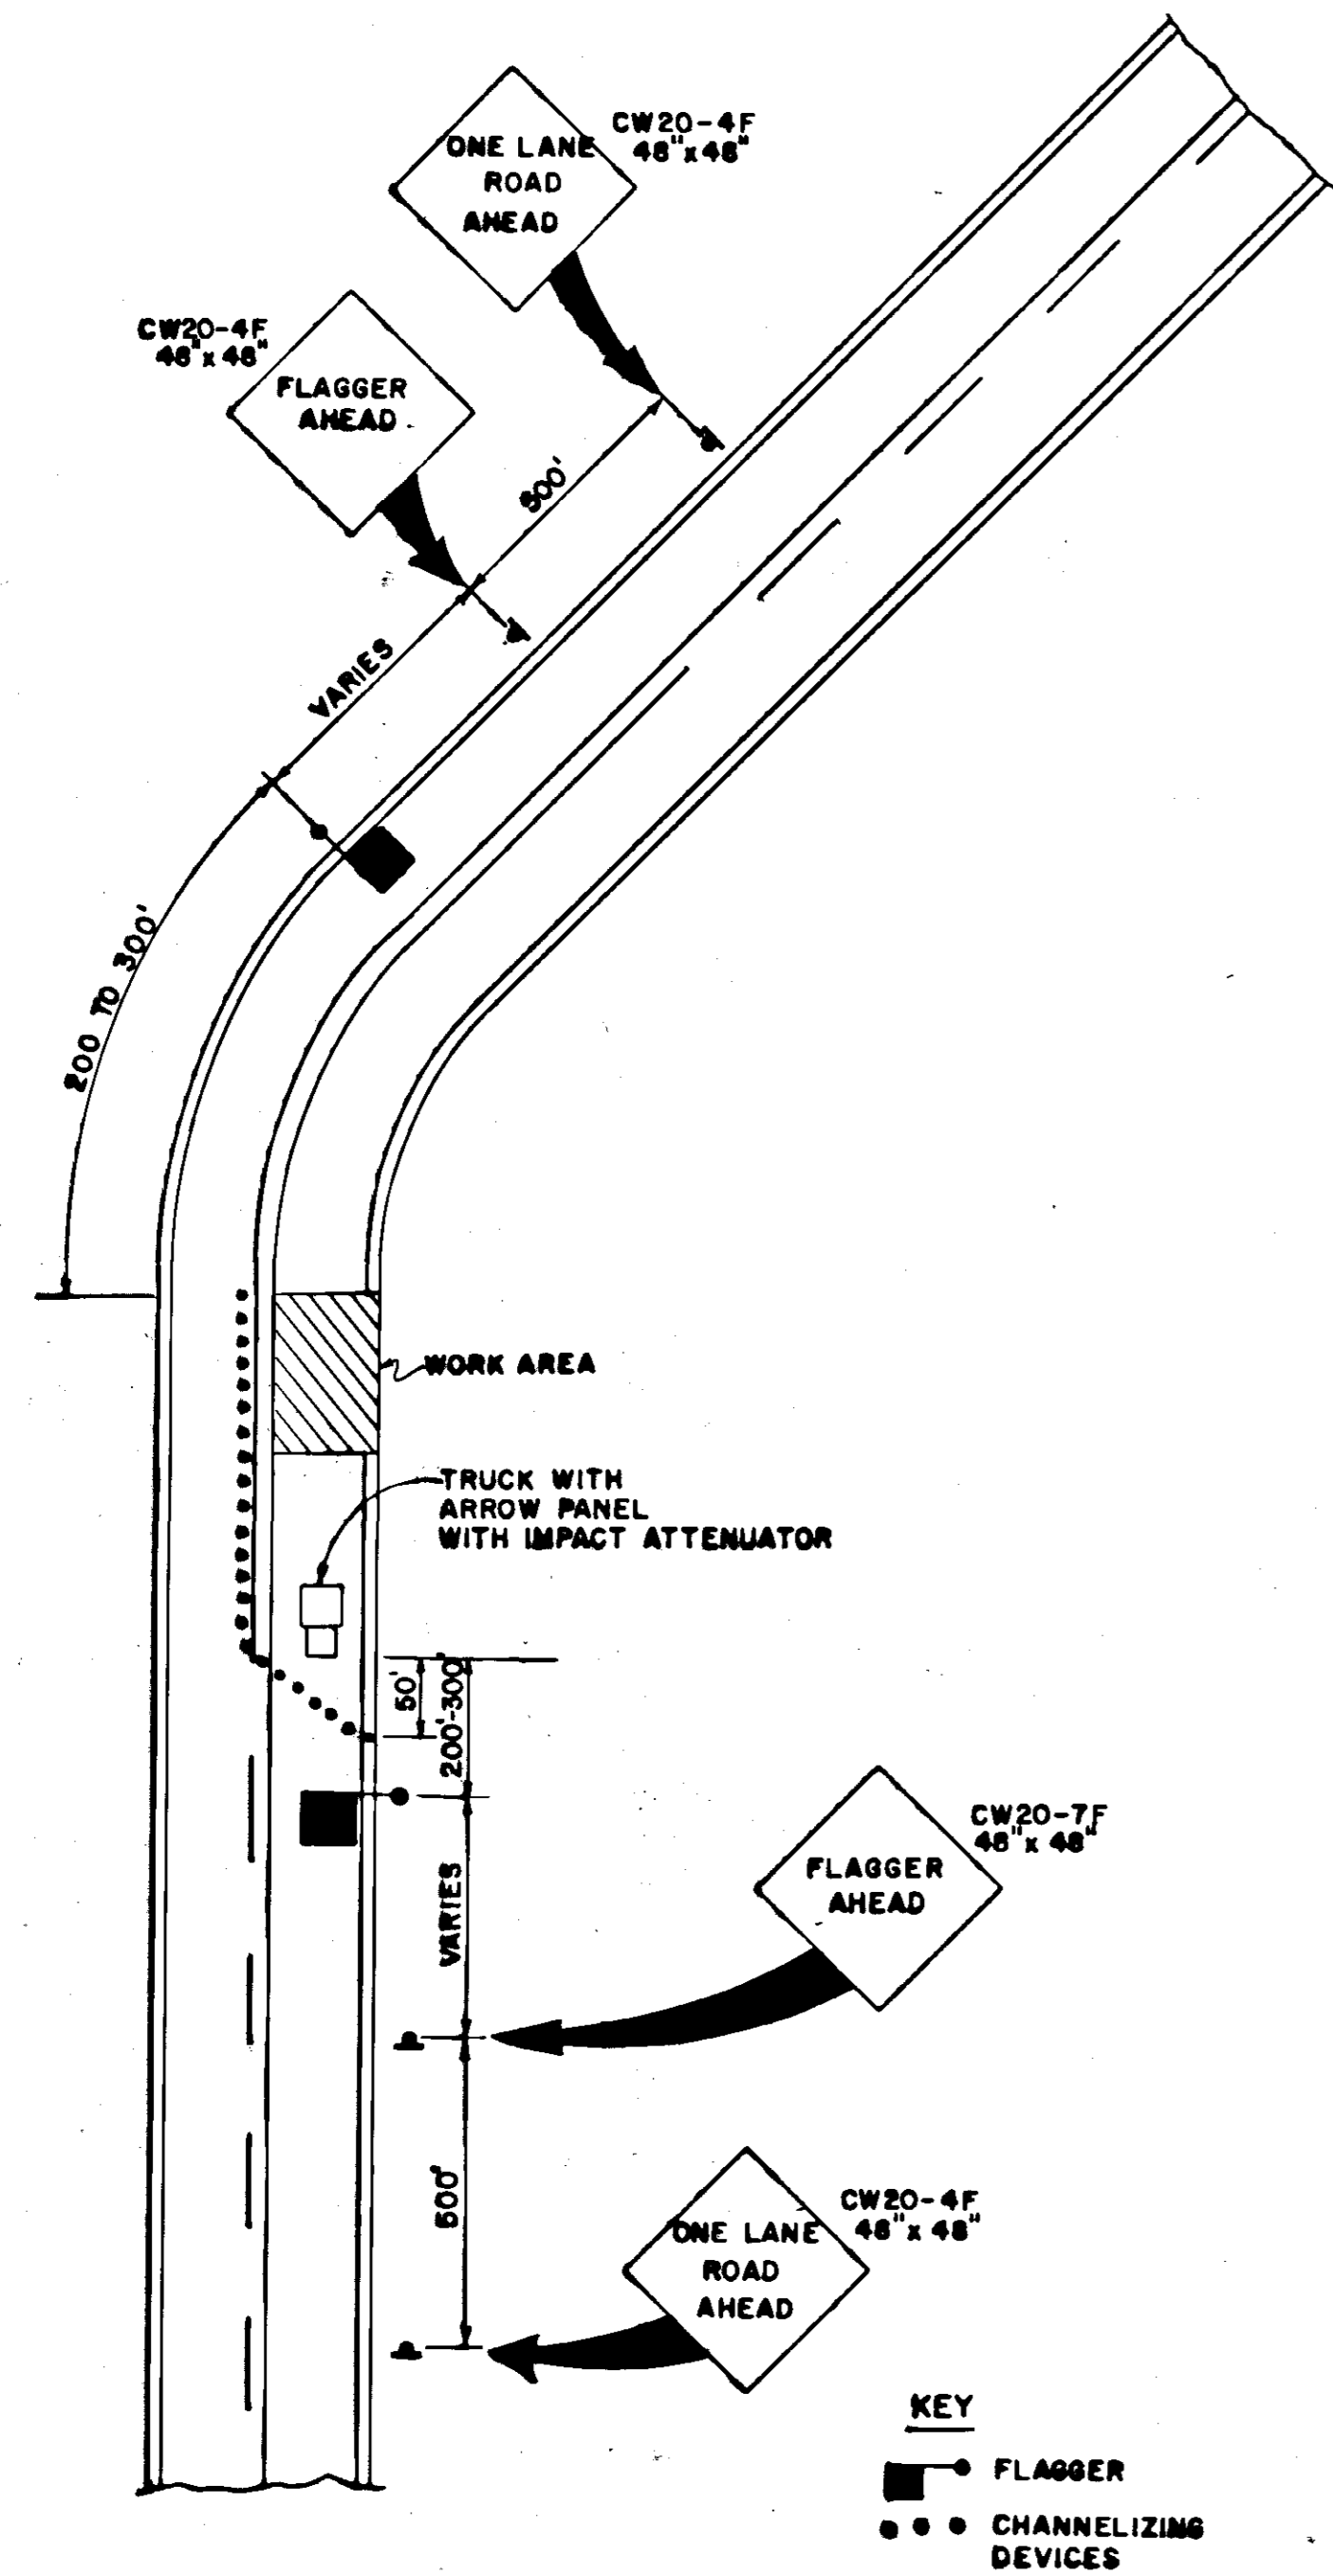 CW20-4F
48"x 48"
ONE LANE
ROAD
AHEAD
CW20-4F
48"x 48"
FLAGGER
AHEAD
500'
VARIES
200 TO 300'
WORK AREA
TRUCK WITH
ARROW PANEL
WITH IMPACT ATTENUATOR
50'
200'-300'
VARIES
CW20-7F
48"x 48"
FLAGGER
AHEAD
500'
CW20-4F
48"x 48"
ONE LANE
ROAD
AHEAD
KEY
FLAGGER
CHANNELIZING
DEVICES